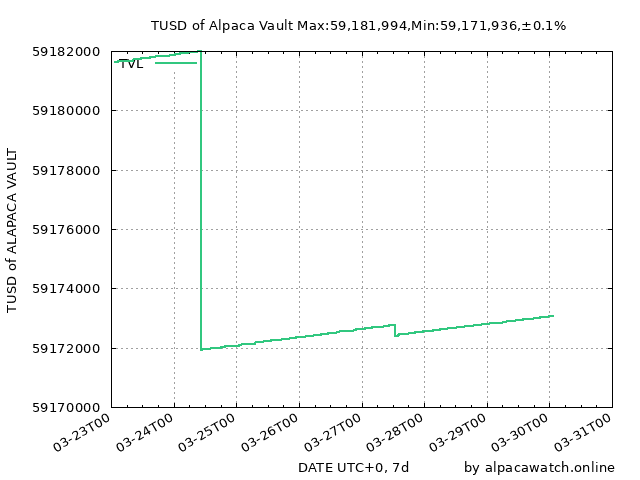 TUSD of Alpaca Vault Max:59,181,994,Min:59,171,936,±0.1%
59182000
TVL
59180000
59178000
59176000
59174000
59172000
59170000
TUSD of ALAPACA VAULT
03-23T00
03-24T00
03-25T00
03-26T00
03-27T00
03-28T00
03-29T00
03-30T00
03-31T00
DATE UTC+0, 7d
by alpacawatch.online